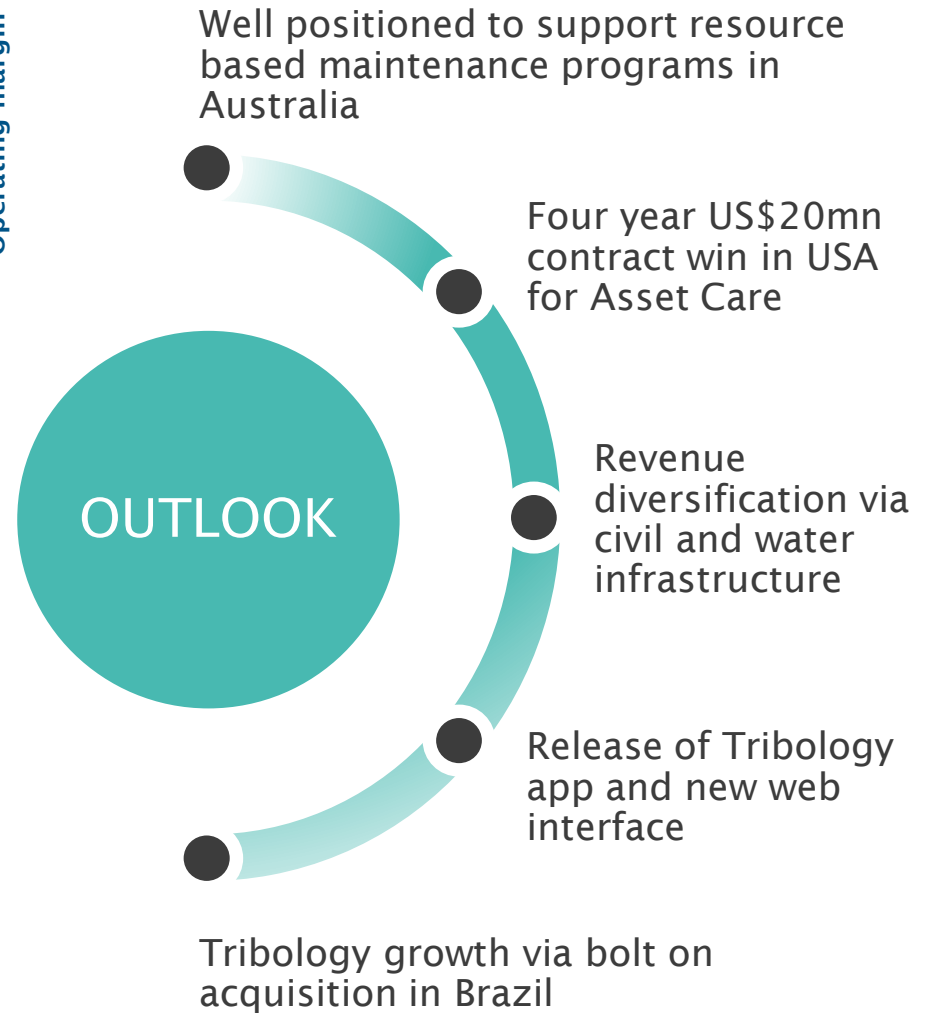 Operating margin
Well positioned to support resource
based maintenance programs in
Australia
Four year US$20mn
contract win in USA
for Asset Care
OUTLOOK
Revenue
diversification via
civil and water
infrastructure
Release of Tribology
app and new web
interface
Tribology growth via bolt on
acquisition in Brazil